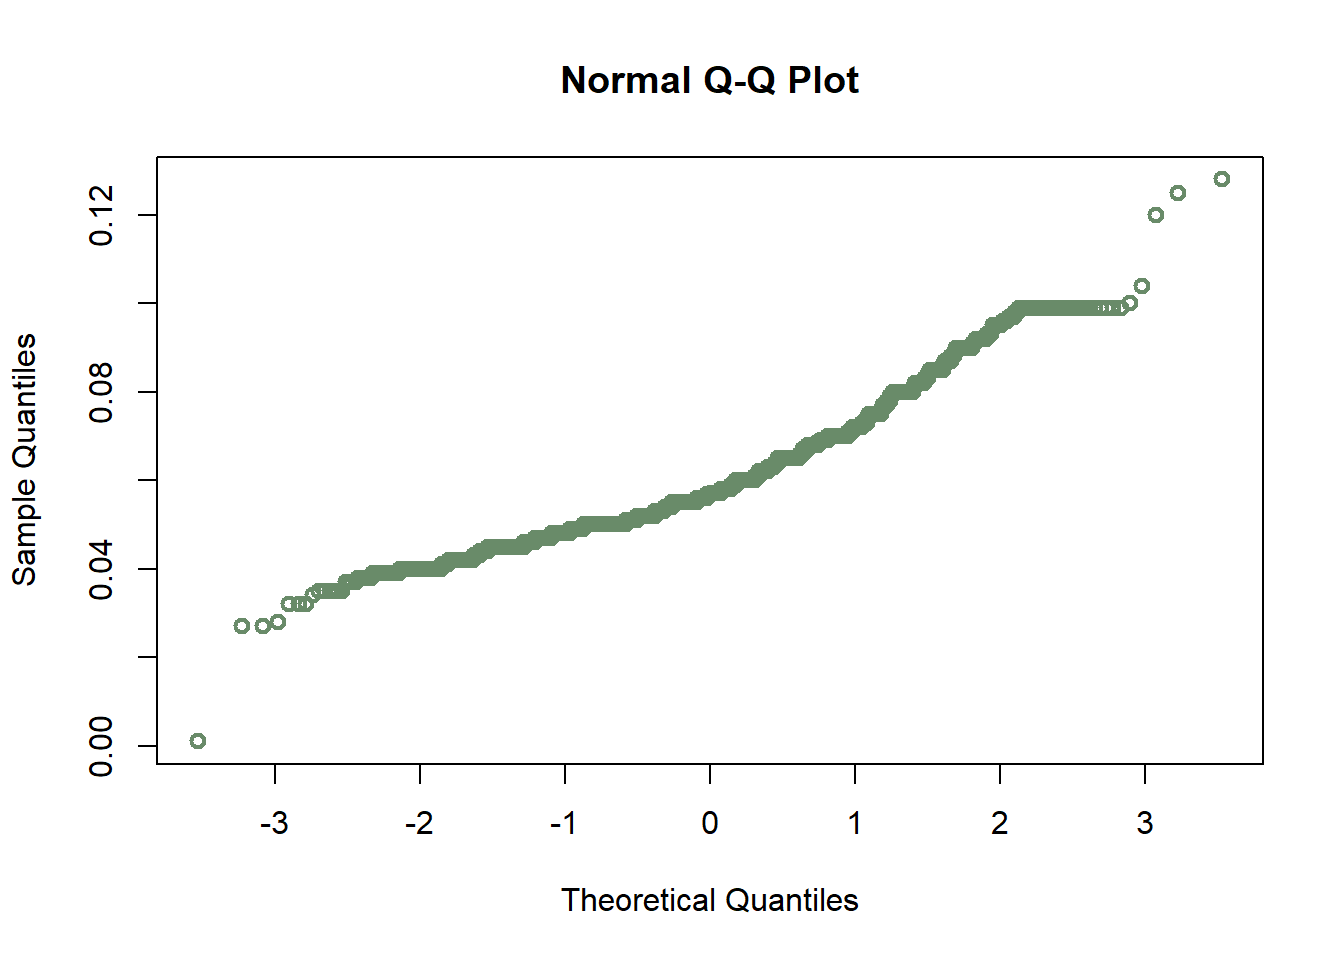 Normal Q-Q Plot
Sample Quantiles
0.12
0.08
0.04
0.00
-3 -2 -1 0 1 2 3
Theoretical Quantiles